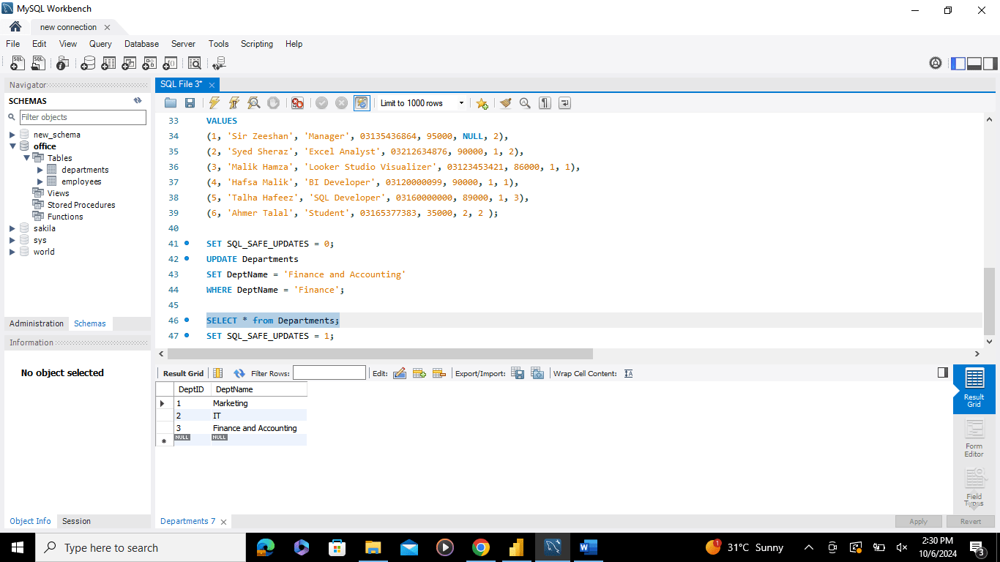 MySQL Workbench
new connection
File Edit View Query Database Server Tools Scripting Help
Navigator
SCHEMAS
Filter objects
new_schema
office
Tables
departments
employees
Views
Stored Procedures
Functions
sakila
sys
world
Administration Schemas
Information
No object selected
Object Info Session
SQL File 3*
Limit to 1000 rows
33 VALUES
34 (1, 'Sir Zeeshan', 'Manager', 03135436864, 95000, NULL, 2),
35 (2, 'Syed Sheraz', 'Excel Analyst', 03212634876, 90000, 1, 2),
36 (3, 'Malik Hamza', 'Looker Studio Visualizer', 03123453421, 86000, 1, 1),
37 (4, 'Hafsa Malik', 'BI Developer', 03120000099, 90000, 1, 1),
38 (5, 'Talha Hafeez', 'SQL Developer', 03160000000, 89000, 1, 3),
39 (6, 'Ahmer Talal', 'Student', 03165377383, 35000, 2, 2 );
40
41 SET SQL_SAFE_UPDATES = 0;
42 UPDATE Departments
43 SET DeptName = 'Finance and Accounting'
44 WHERE DeptName = 'Finance';
45
46 SELECT * from Departments;
47 SET SQL_SAFE_UPDATES = 1;
Result Grid Filter Rows: Edit: Export/Import: Wrap Cell Content:
DeptID DeptName
1 Marketing
2 IT
3 Finance and Accounting
NULL NULL
Result
Grid
Form
Editor
Field
Types
Departments 7
Apply Revert
Type here to search
31°C Sunny
2:30 PM
10/6/2024
3